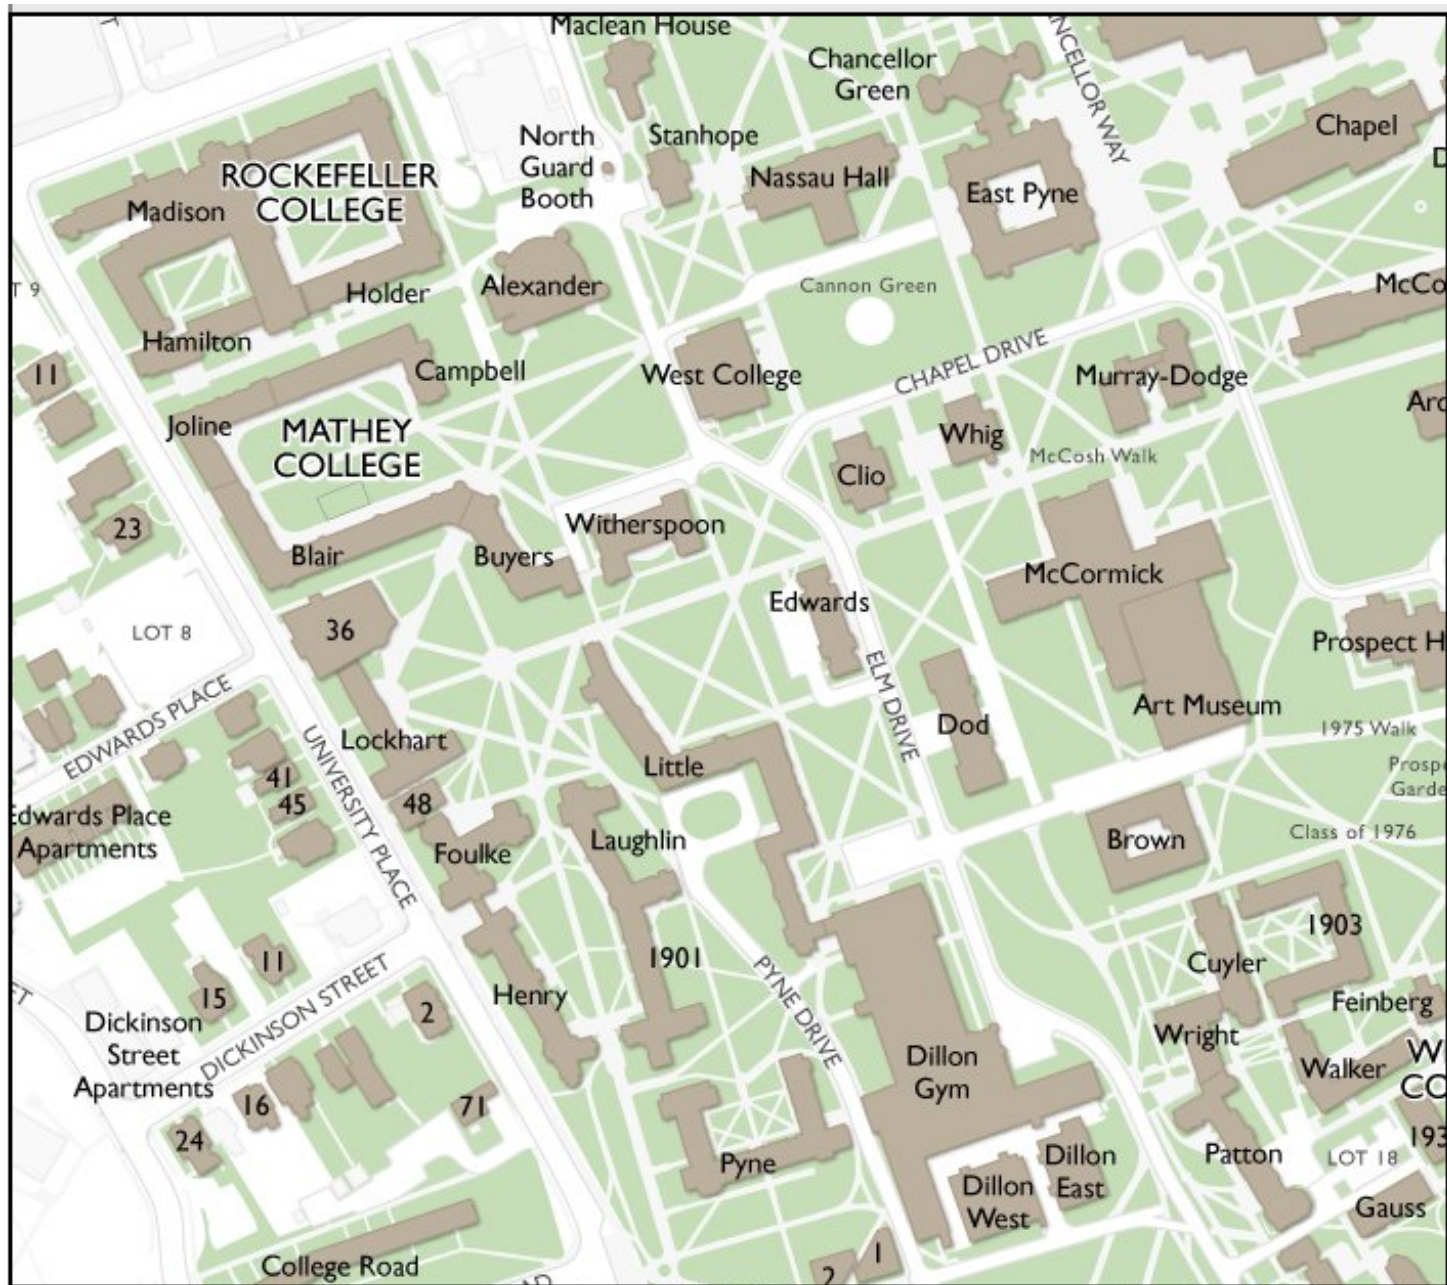 Maclean House
Chancellor
Green
Chapel
North
Guard
Booth
Stanhope
Nassau Hall
East Pyne
ROCKEFELLER
COLLEGE
Madison
Alexander
Holder
Cannon Green
Hamilton
CHAPEL DRIVE
11
Campbell
West College
Murray-Dodge
Joline
MATHEY
COLLEGE
Whig
McCosh Walk
Clio
23
Witherspoon
Blair
Buyers
McCormick
Edwards
LOT 8
36
ELM DRIVE
Art Museum
EDWARDS PLACE
UNIVERSITY PLACE
Lockhart
Dod
1975 Walk
Little
41
45
48
Edwards Place
Apartments
Foulke
Laughlin
Brown
Class of 1976
1903
1901
PYNE DRIVE
Cuyler
11
15
Henry
Feinberg
DICKINSON STREET
2
Dickinson
Street
Apartments
Wright
Walker
Dillon
Gym
16
71
24
Pyne
Dillon
East
Patton
LOT 18
Dillon
West
Gauss
College Road
1
2